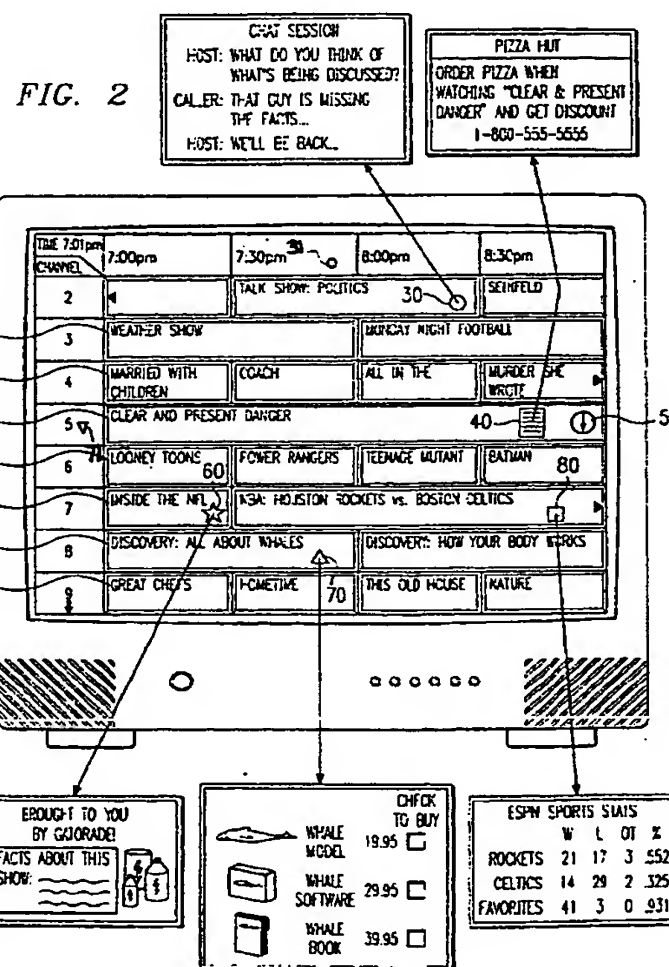 FIG. 2
CHAT SESSION
HOST: WHAT DO YOU THINK OF
WHAT'S BEING DISCUSSED?
CALLER: THAT GUY IS MISSING
THE FACTS...
HOST: WE'LL BE BACK...
PIZZA HUT
ORDER PIZZA WHEN
WATCHING "CLEAR & PRESENT
DANGER" AND GET DISCOUNT
1-800-555-5555
TIME 7:01pm
CHANNEL
7:00pm
7:30pm
8:00pm
8:30pm
2
TALK SHOW: POLITICS
30
SEINFELD
3
WEATHER SHOW
MONDAY NIGHT FOOTBALL
4
MARRIED WITH
CHILDREN
COACH
ALL IN THE
MURDER SHE
WROTE
5
CLEAR AND PRESENT DANGER
40
5
6
LOONEY TOONS
POWER RANGERS
TEENAGE MUTANT
BATMAN
60
80
7
INSIDE THE NFL
NBA: HOUSTON ROCKETS vs. BOSTON CELTICS
8
DISCOVERY: ALL ABOUT WHALES
DISCOVERY: HOW YOUR BODY WORKS
9
GREAT CHEFS
HOMETIME
70
THIS OLD HOUSE
NATURE
BROUGHT TO YOU
BY GATORADE!
FACTS ABOUT THIS
SHOW:
CHECK
TO BUY
WHALE
MODEL
19.95
WHALE
SOFTWARE
29.95
WHALE
BOOK
39.95
ESPN SPORTS STATS
W L OT %
ROCKETS 21 17 3 .552
CELTICS 14 29 2 .325
FAVORITES 41 3 0 .931